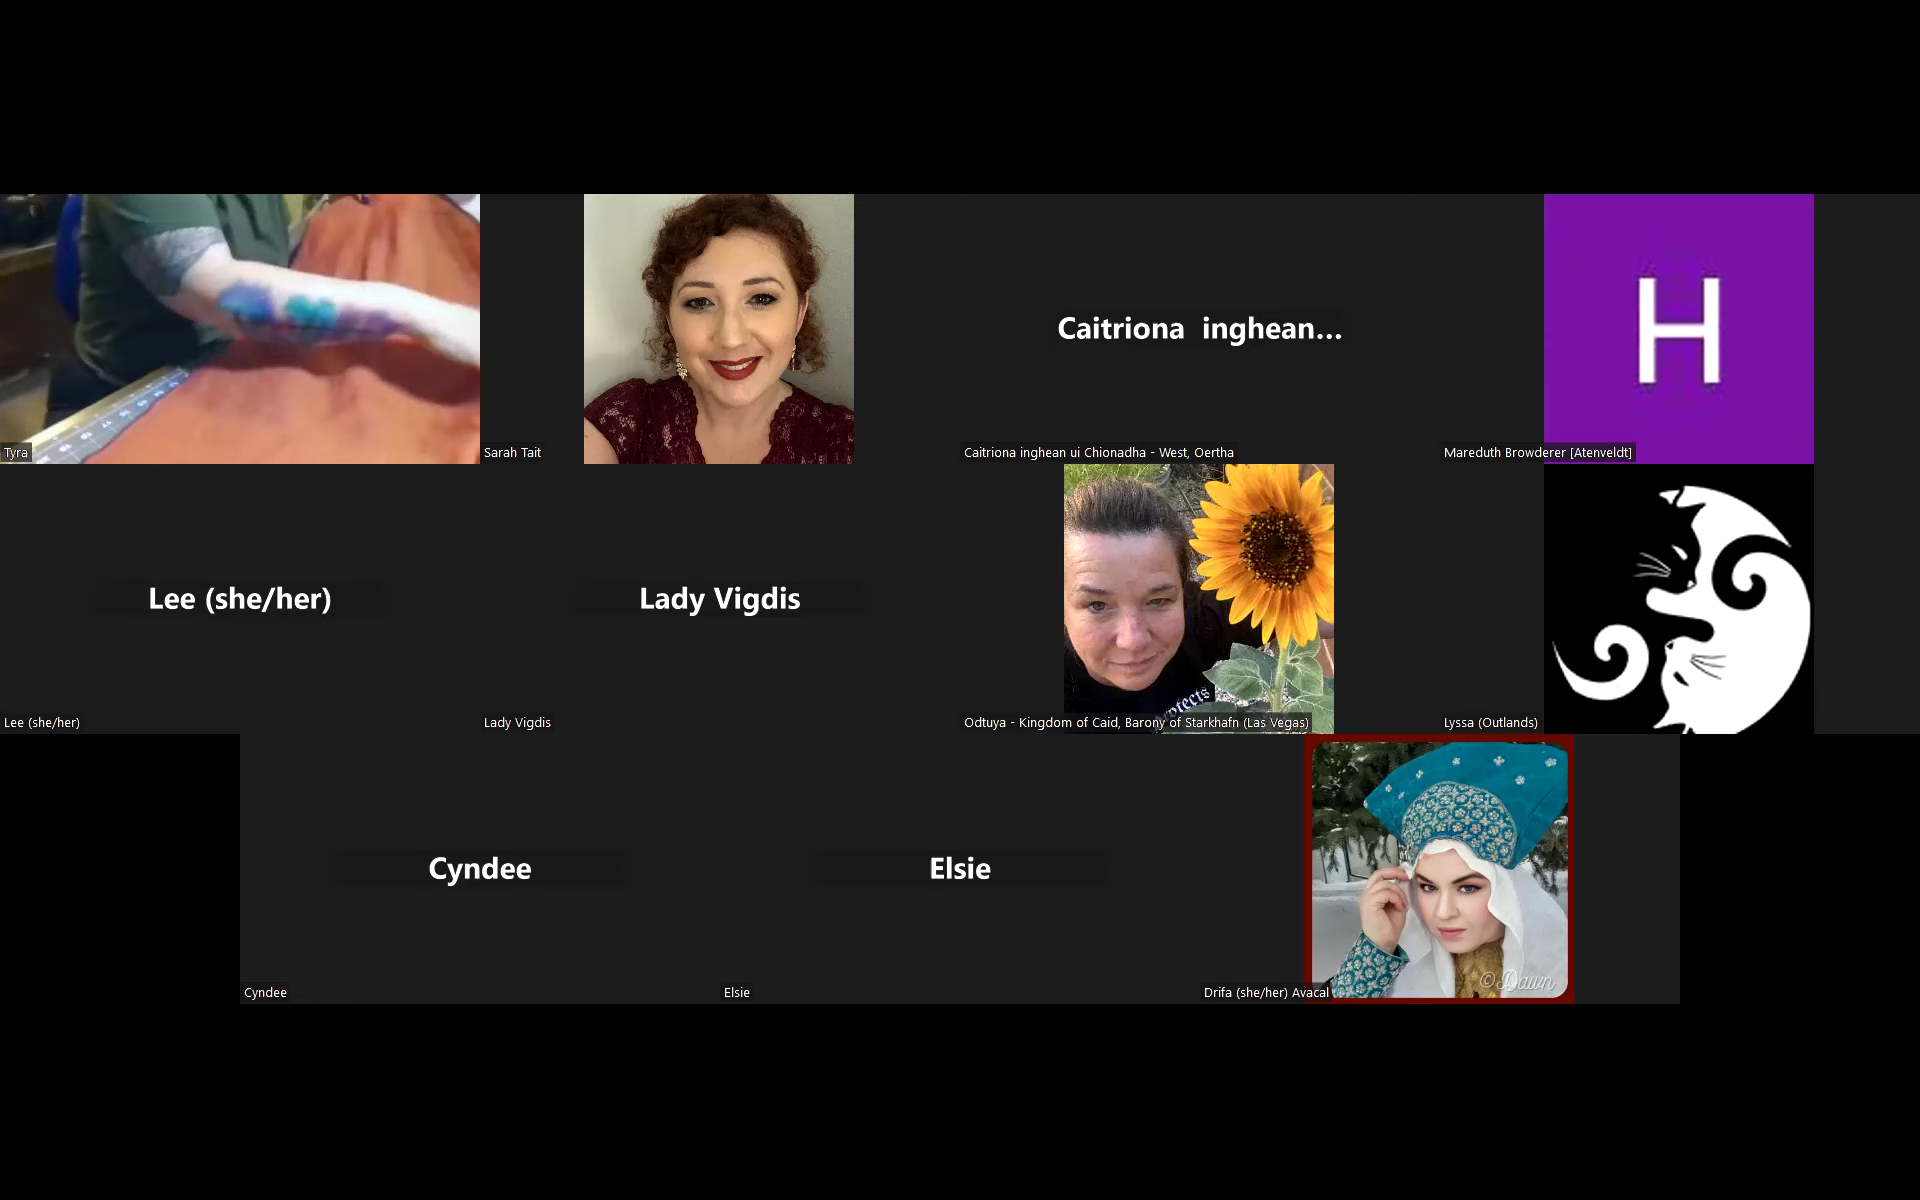 Tyra
Sarah Tait
Caitriona inghean...
Caitriona inghean ui Chionadha - West, Oertha
H
Mareduth Browderer [Atenveldt]
Lee (she/her)
Lee (she/her)
Lady Vigdis
Lady Vigdis
Odtuya - Kingdom of Caid, Barony of Starkhafn (Las Vegas)
Lyssa (Outlands)
Cyndee
Cyndee
Elsie
Elsie
Drifa (she/her) Avacal
©Dawn